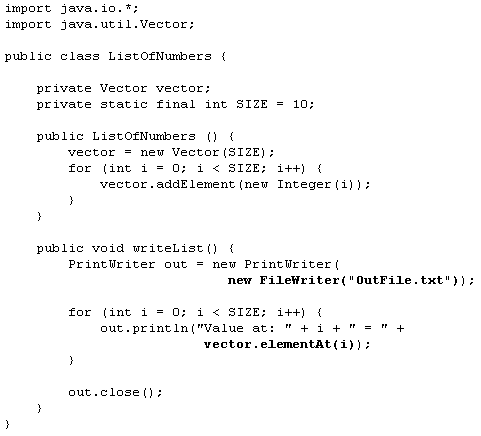 import java.io.*;
import java.util.Vector;

public class ListOfNumbers {

    private Vector vector;
    private static final int SIZE = 10;

    public ListOfNumbers () {
        vector = new Vector(SIZE);
        for (int i = 0; i < SIZE; i++) {
            vector.addElement(new Integer(i));
        }
    }

    public void writeList() {
        PrintWriter out = new PrintWriter(
                            new FileWriter("OutFile.txt"));

        for (int i = 0; i < SIZE; i++) {
            out.println("Value at: " + i + " = " +
                         vector.elementAt(i));
        }

        out.close();
    }
}